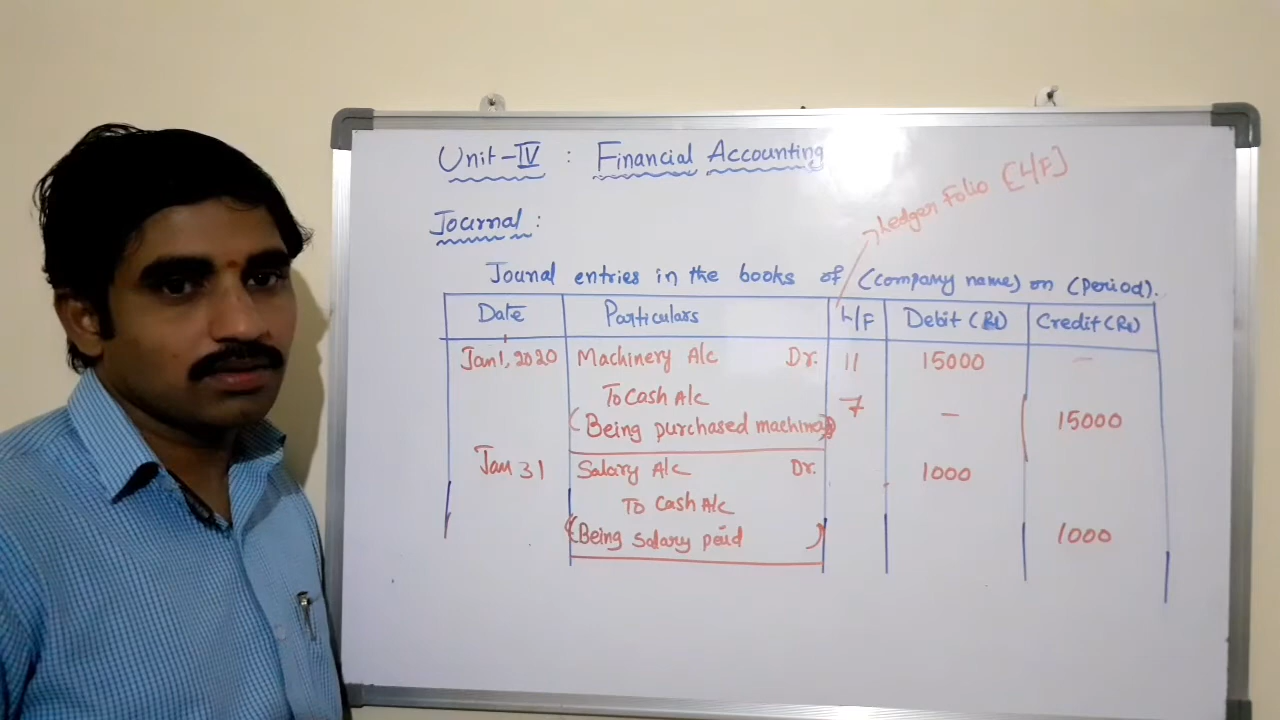 Unit-IV : Financial Accounting
Ledger Folio [L/F]
Journal :
Jounal entries in the books of (company name) on (period).
Date Particulars L/F Debit (Rs) Credit (Rs)
Jan 1, 2020 Machinery A/c Dr. 11 15000 —
To Cash A/c 7
(Being purchased machinery) — 15000
Jan 31 Salary A/c Dr. 1000
To Cash A/c
(Being Salary paid) 1000